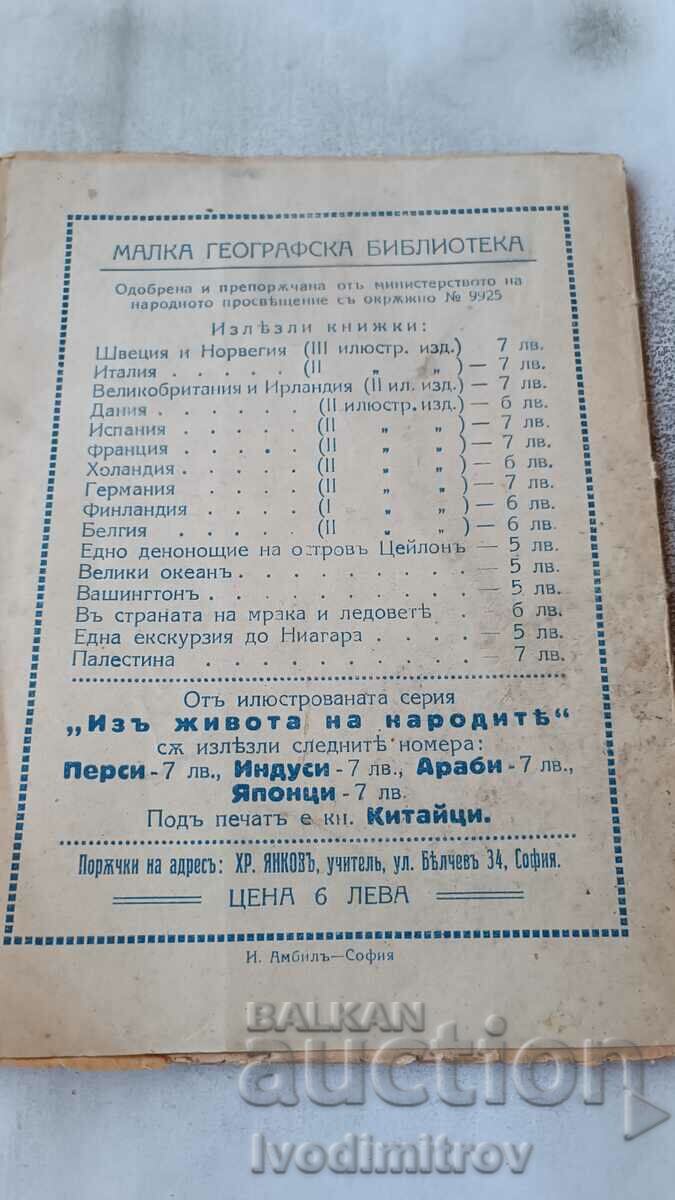 МАЛКА ГЕОГРАФСКА БИБЛИОТЕКА
Одобрена и препорѫчана отъ министерството на
народното просвѣщение съ окрѫжно № 9925
Излѣзли книжки:
Швеция и Норвегия (III илюстр. изд.) 7 лв.
Италия . . . . . (II „ „ ) — 7 лв.
Великобритания и Ирландия (II ил. изд.) — 7 лв.
Дания . . . . . . (II илюстр. изд.) — 6 лв.
Испания . . . . . (II „ „ ) — 7 лв.
Франция . . . . . (II „ „ ) — 7 лв.
Холандия . . . . . (II „ „ ) — 6 лв.
Германия . . . . (II „ „ ) — 7 лв.
Финландия . . . . (I „ „ ) — 6 лв.
Белгия . . . . . (II „ „ ) — 6 лв.
Едно денонощие на островъ Цейлонъ — 5 лв.
Велики океанъ . . . . . . . . . — 5 лв.
Вашингтонъ . . . . . . . . . . — 5 лв.
Въ страната на мрака и ледоветѣ . 6 лв.
Една екскурзия до Ниагара . . . . — 5 лв.
Палестина . . . . . . . . . . 7 лв.
Отъ илюстрованата серия
„Изъ живота на народитѣ“
сѫ излѣзли следнитѣ номера:
Перси - 7 лв., Индуси - 7 лв., Араби - 7 лв.,
Японци - 7 лв.
Подъ печатъ е кн. Китайци.
Порѫчки на адресъ: ХР. ЯНКОВЪ, учитель, ул. Бѣлчевъ 34, София.
ЦЕНА 6 ЛЕВА
И. Амбилъ—София
BALKAN
auction
Ivodimitrov